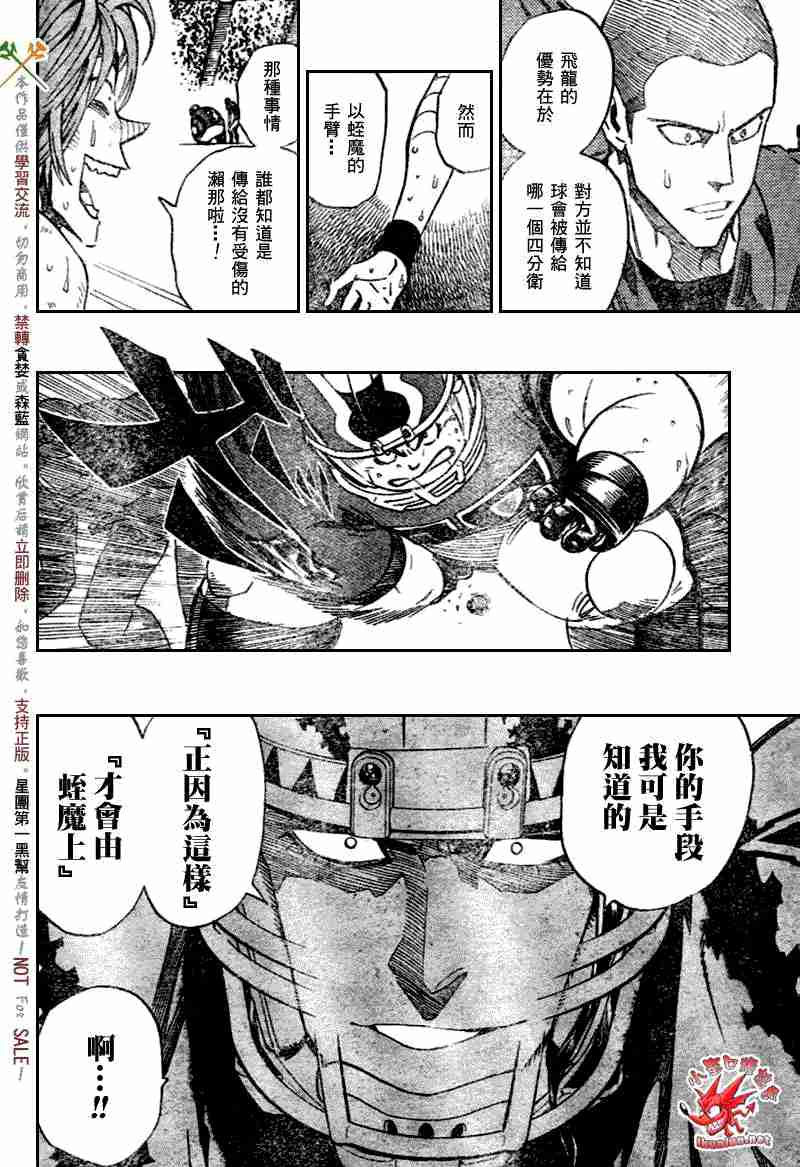 飛龍的
優勢在於
對方並不知道
球會被傳給
哪一個四分衛
然而
以蛭魔的
手臂…
那種事情
誰都知道是
傳給沒有受傷的
瀨那啦…！
你的手段
我可是
知道的
『正因為這樣』
『才會由
蛭魔上』
啊…!!
本作品僅供學習交流，切勿商用，禁轉貪婪或森藍網站。欣賞后請立即刪除，如您喜歡，支持正版。星團第一黑幫友情打造！NOT For SALE